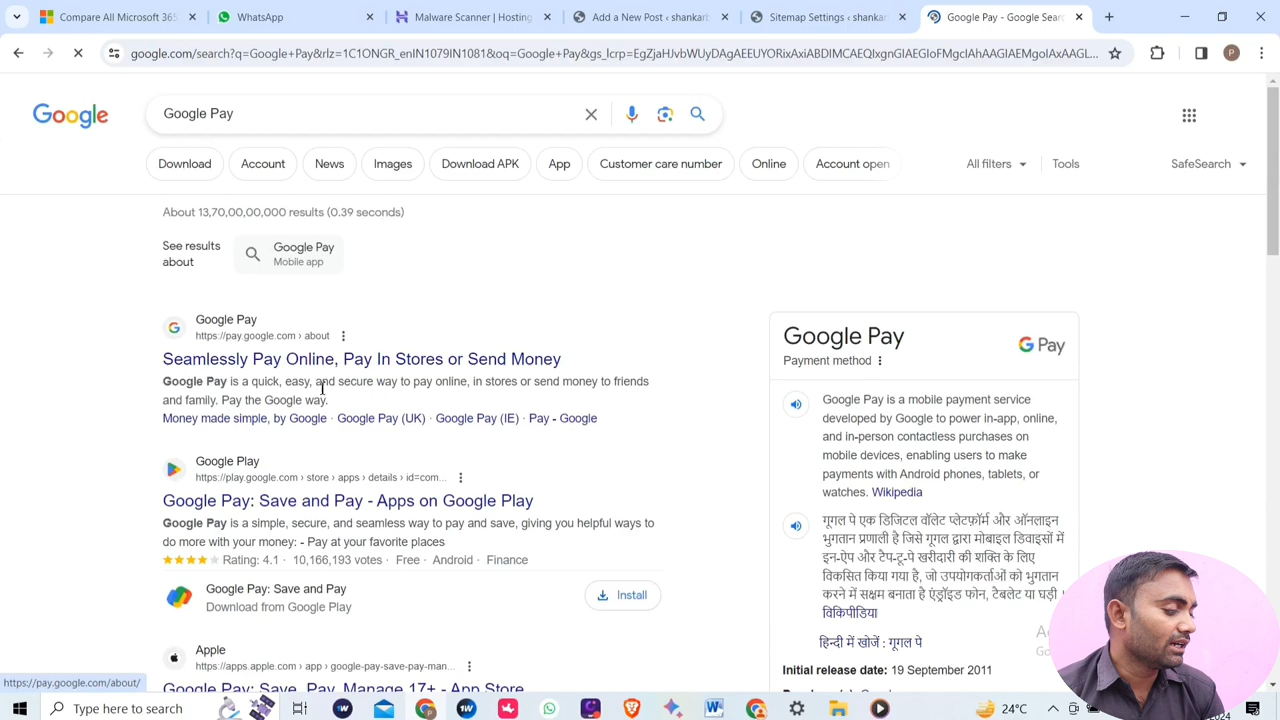 Compare All Microsoft 365
WhatsApp
Malware Scanner | Hosting
Add a New Post ‹ shankar
Sitemap Settings ‹ shankar
Google Pay - Google Sear
google.com/search?q=Google+Pay&rlz=1C1ONGR_enIN1079IN1081&oq=Google+Pay&gs_lcrp=EgZjaHJvbWUyDAgAEEUYORixAxiABDIMCAEQIxgnGIAEGIoFMgcIAhAAGIAEMgoIAxAAGL...
P
Google
Google Pay
Download
Account
News
Images
Download APK
App
Customer care number
Online
Account open
All filters
Tools
SafeSearch
About 13,70,00,00,000 results (0.39 seconds)
See results about
Google Pay
Mobile app
Google Pay
https://pay.google.com › about
Seamlessly Pay Online, Pay In Stores or Send Money
Google Pay is a quick, easy, and secure way to pay online, in stores or send money to friends
and family. Pay the Google way.
Money made simple, by Google · Google Pay (UK) · Google Pay (IE) · Pay - Google
Google Play
https://play.google.com › store › apps › details › id=com...
Google Pay: Save and Pay - Apps on Google Play
Google Pay is a simple, secure, and seamless way to pay and save, giving you helpful ways to
do more with your money: - Pay at your favorite places
Rating: 4.1 · 10,166,193 votes · Free · Android · Finance
Google Pay: Save and Pay
Download from Google Play
Install
Apple
https://apps.apple.com › app › google-pay-save-pay-man...
Google Pay: Save, Pay, Manage 17+ - App Store
Google Pay
Payment method
G Pay
Google Pay is a mobile payment service
developed by Google to power in-app, online,
and in-person contactless purchases on
mobile devices, enabling users to make
payments with Android phones, tablets, or
watches. Wikipedia
गूगल पे एक डिजिटल वॉलेट प्लेटफ़ॉर्म और ऑनलाइन
भुगतान प्रणाली है जिसे गूगल द्वारा मोबाइल डिवाइसों में
इन-ऐप और टैप-टू-पे खरीदारी की शक्ति के लिए
विकसित किया गया है, जो उपयोगकर्ताओं को भुगतान
करने में सक्षम बनाता है एंड्रॉइड फोन, टैबलेट या घड़ी ।
विकिपीडिया
हिन्दी में खोजें : गूगल पे
Initial release date: 19 September 2011
https://pay.google.com/about/
Type here to search
W
24°C